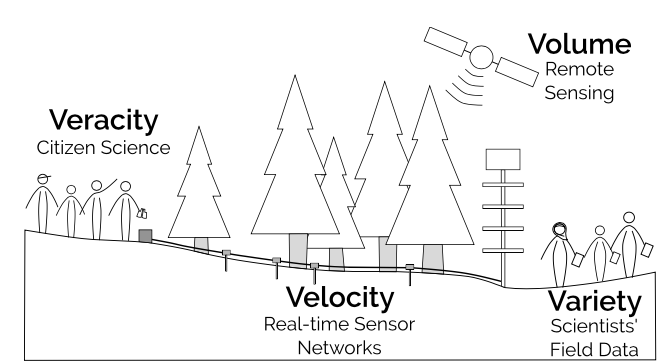 Volume
Remote
Sensing
Veracity
Citizen Science
Velocity
Real-time Sensor
Networks
Variety
Scientists'
Field Data